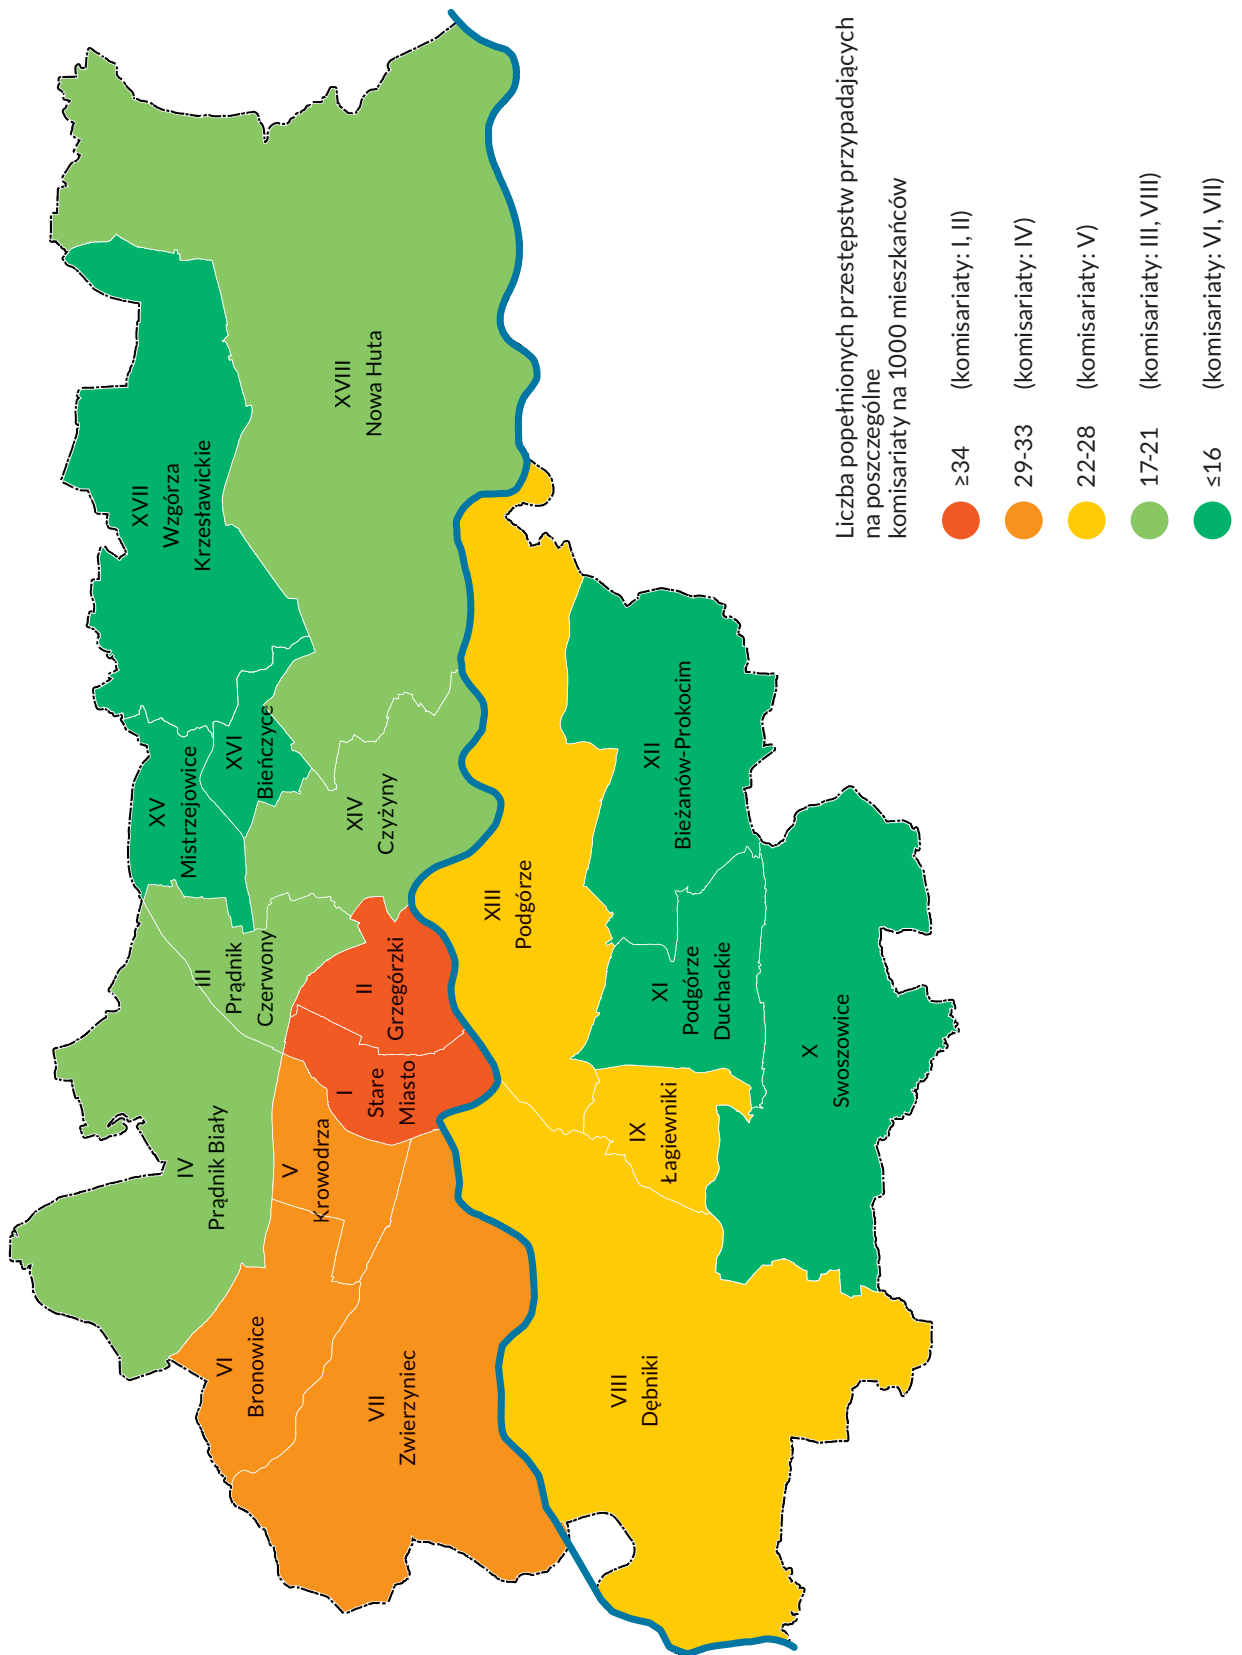 IV
Prądnik Biały
III
Prądnik
Czerwony
XV
Mistrzejowice
XVI
Bieńczyce
XVII
Wzgórza
Krzesławickie
XVIII
Nowa Huta
VI
Bronowice
V
Krowodrza
I
Stare
Miasto
II
Grzegórzki
XIV
Czyżyny
VII
Zwierzyniec
VIII
Dębniki
IX
Łagiewniki
XIII
Podgórze
XI
Podgórze
Duchackie
XII
Bieżanów-Prokocim
X
Swoszowice
Liczba popełnionych przestępstw przypadających
na poszczególne
komisariaty na 1000 mieszkańców
≥34 (komisariaty: I, II)
29-33 (komisariaty: IV)
22-28 (komisariaty: V)
17-21 (komisariaty: III, VIII)
≤16 (komisariaty: VI, VII)